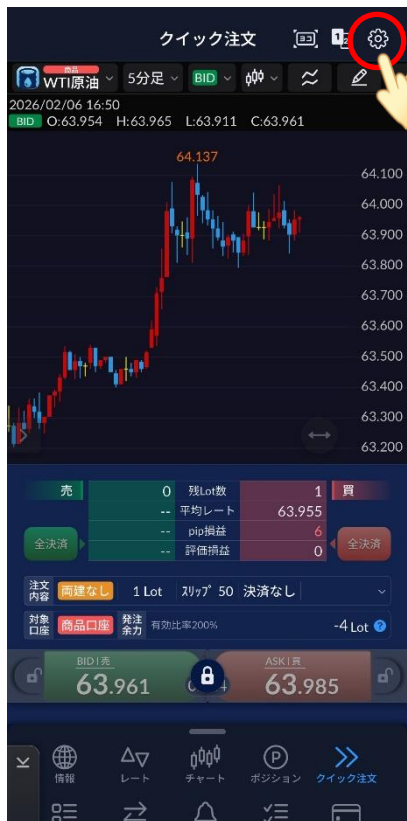 クイック注文
商品
WTI原油 5分足 BID
2026/02/06 16:50
BID O:63.954 H:63.965 L:63.911 C:63.961
64.137
64.100
64.000
63.900
63.800
63.700
63.600
63.500
63.400
63.300
63.200
売 0 残Lot数 1 買
-- 平均レート 63.955
-- pip損益 6
全決済 -- 評価損益 0 全決済
注文内容 両建なし 1 Lot スリップ 50 決済なし
対象口座 商品口座 発注余力 有効比率200% -4 Lot ?
BID|売 ASK|買
63.961 63.985
情報 レート チャート P ポジション クイック注文